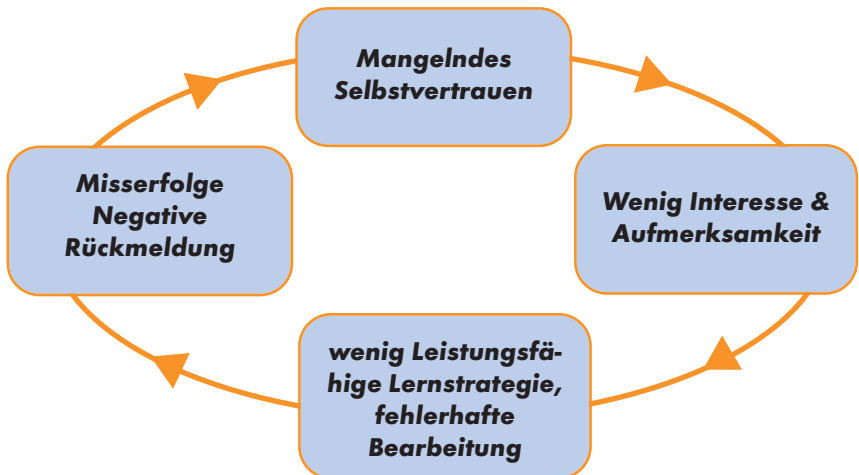 Mangelndes
Selbstvertrauen
Misserfolge
Negative
Rückmeldung
Wenig Interesse &
Aufmerksamkeit
wenig Leistungsfä-
hige Lernstrategie,
fehlerhafte
Bearbeitung